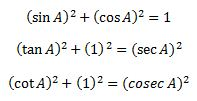 (sin A)² + (cos A)² = 1
(tan A)² + (1)² = (sec A)²
(cot A)² + (1)² = (cosec A)²